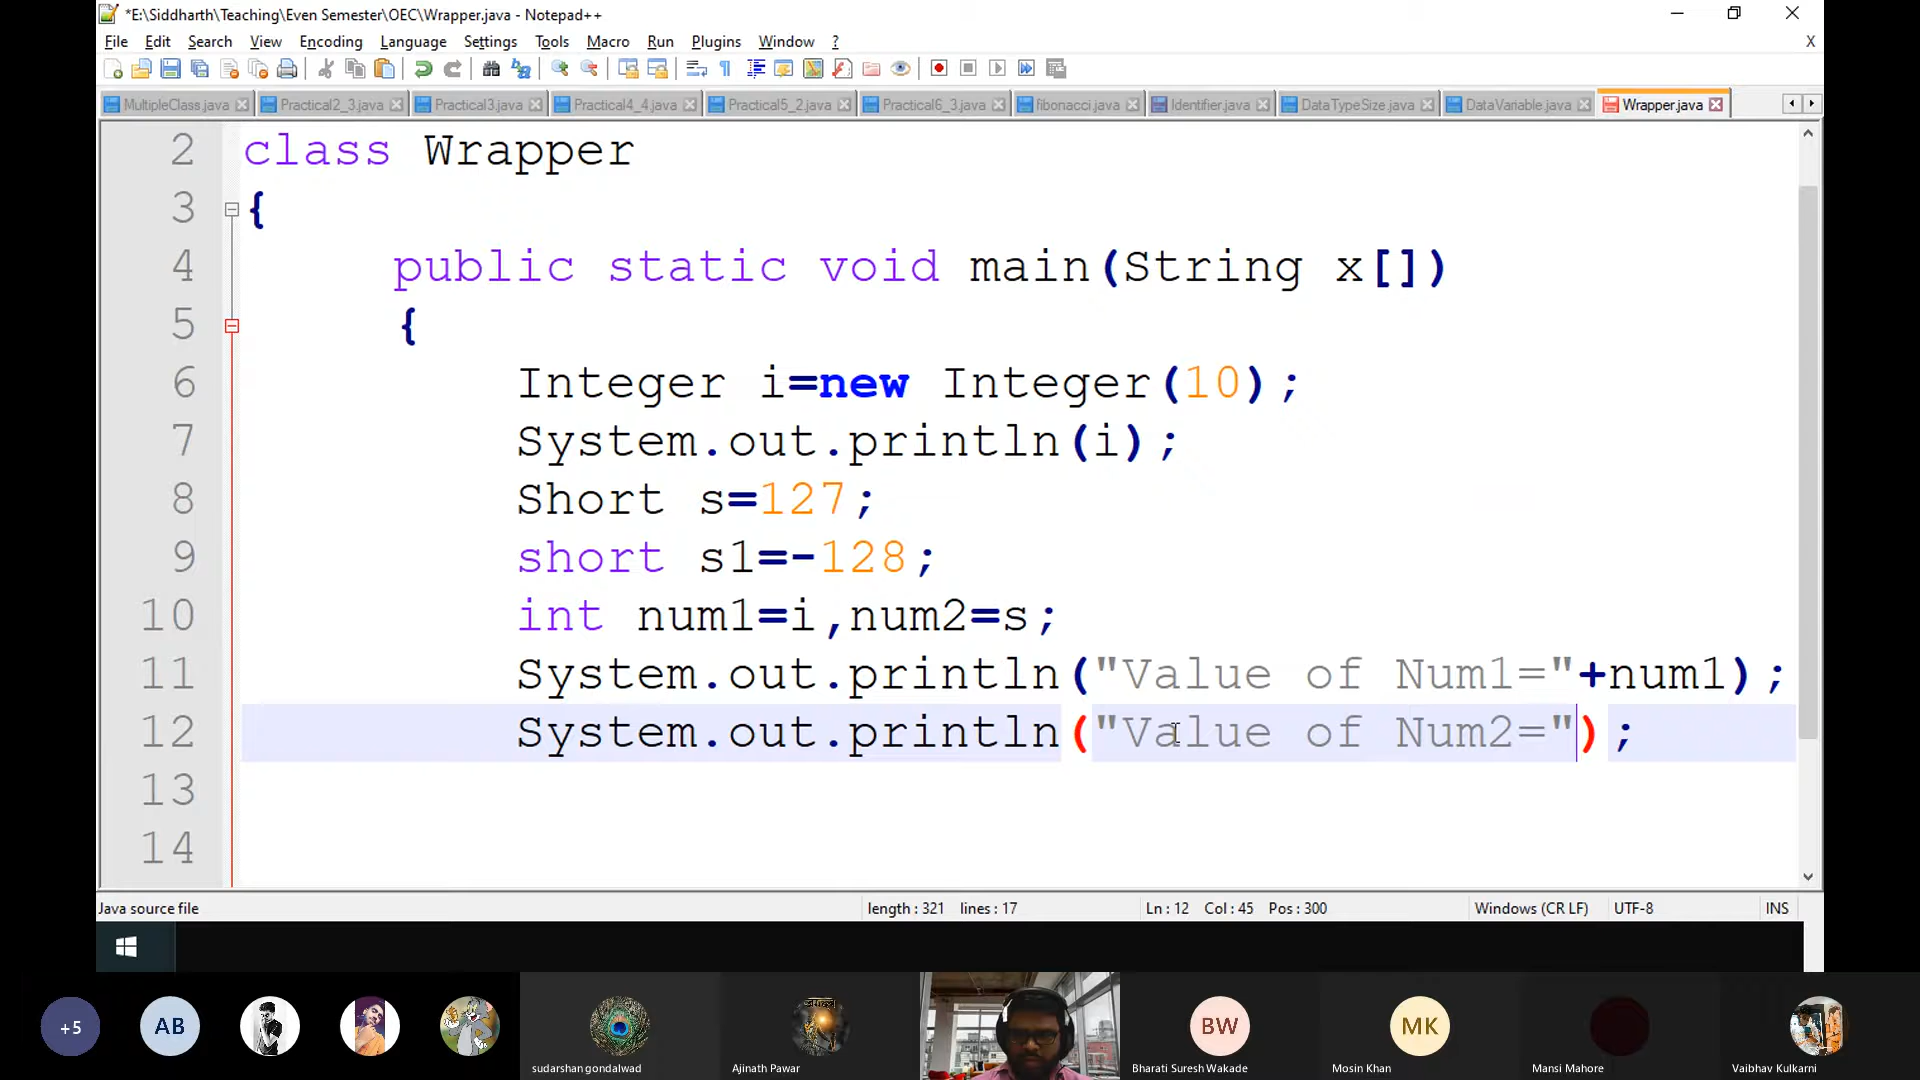 *E:\Siddharth\Teaching\Even Semester\OEC\Wrapper.java - Notepad++
File Edit Search View Encoding Language Settings Tools Macro Run Plugins Window ? X
MultipleClass.java Practical2_3.java Practical3.java Practical4_4.java Practical5_2.java Practical6_3.java fibonacci.java Identifier.java DataTypeSize.java DataVariable.java Wrapper.java
2 class Wrapper
3 {
4 public static void main(String x[])
5 {
6 Integer i=new Integer(10);
7 System.out.println(i);
8 Short s=127;
9 short s1=-128;
10 int num1=i,num2=s;
11 System.out.println("Value of Num1="+num1);
12 System.out.println("Value of Num2=");
13
14
Java source file length : 321 lines : 17 Ln : 12 Col : 45 Pos : 300 Windows (CR LF) UTF-8 INS
+5 AB BW MK
sudarshan gondalwad Ajinath Pawar Bharati Suresh Wakade Mosin Khan Mansi Mahore Vaibhav Kulkarni